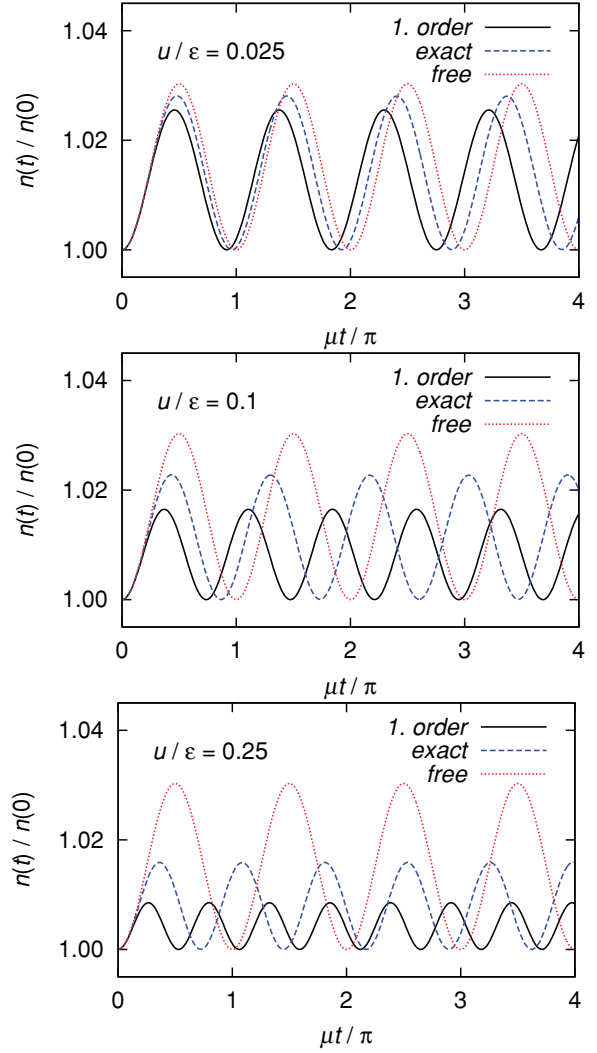 1.04
1. order
u / ε = 0.025
exact
free
n(t) / n(0)
1.02
1.00
0 1 2 3 4
μt / π
1.04
1. order
u / ε = 0.1
exact
free
n(t) / n(0)
1.02
1.00
0 1 2 3 4
μt / π
1.04
1. order
u / ε = 0.25
exact
free
n(t) / n(0)
1.02
1.00
0 1 2 3 4
μt / π